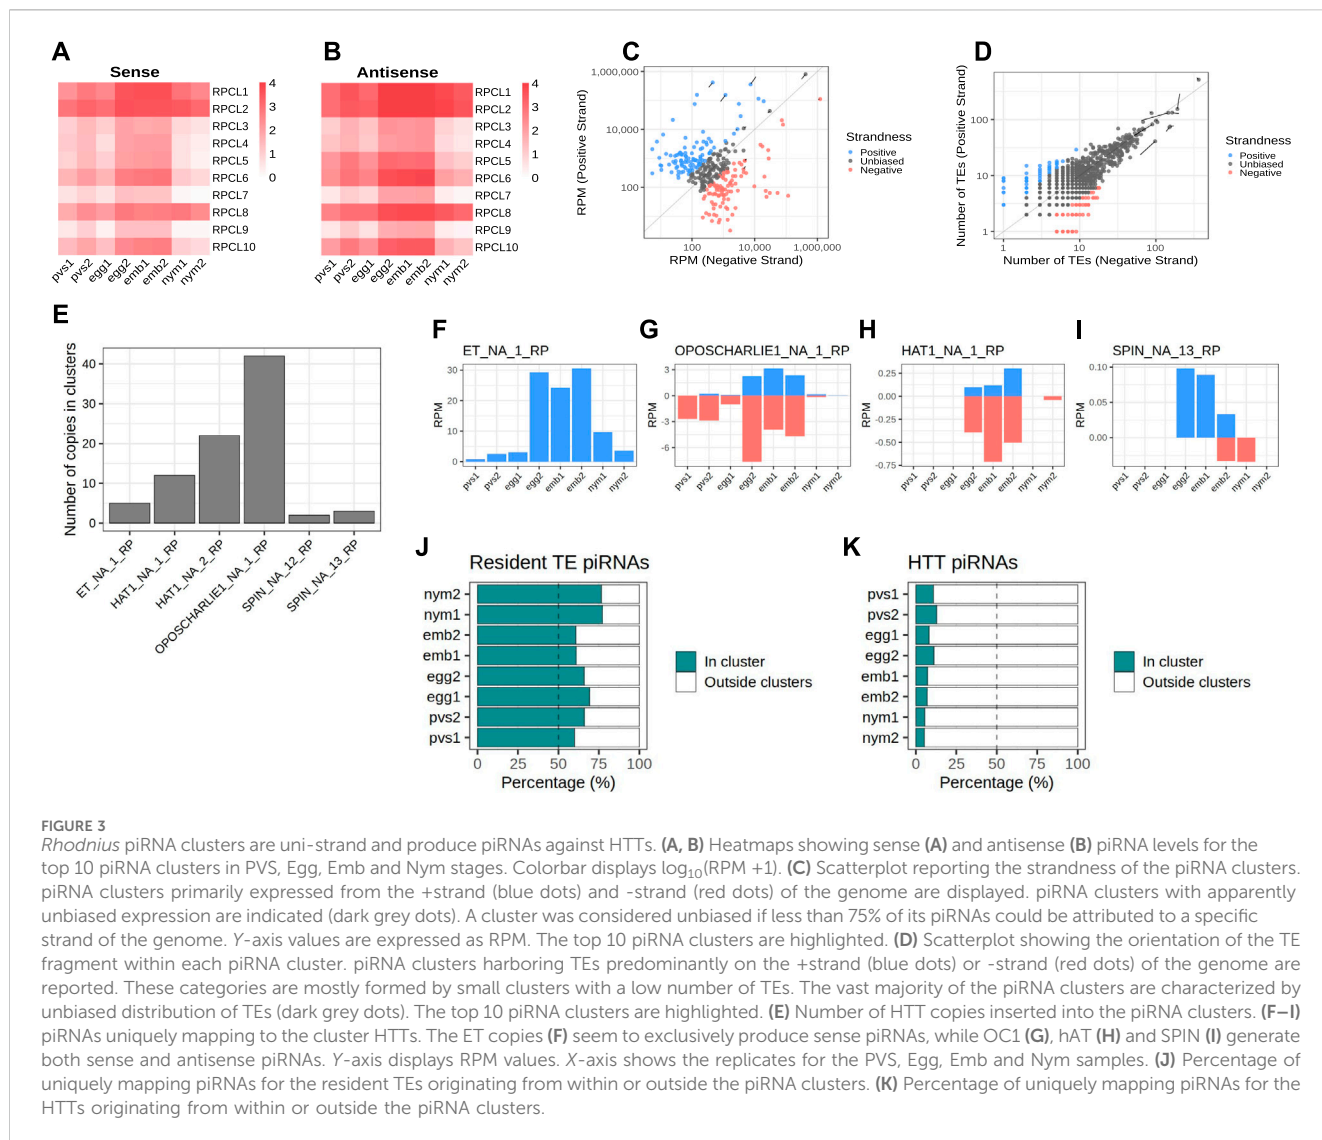 A
Sense
RPCL1
RPCL2
RPCL3
RPCL4
RPCL5
RPCL6
RPCL7
RPCL8
RPCL9
RPCL10
4
3
2
1
0
pvs1
pvs2
egg1
egg2
emb1
emb2
nym1
nym2
B
Antisense
RPCL1
RPCL2
RPCL3
RPCL4
RPCL5
RPCL6
RPCL7
RPCL8
RPCL9
RPCL10
4
3
2
1
0
pvs1
pvs2
egg1
egg2
emb1
emb2
nym1
nym2
C
RPM (Positive Strand)
1,000,000
10,000
100
100
10,000
1,000,000
RPM (Negative Strand)
Strandness
Positive
Unbiased
Negative
D
Number of TEs (Positive Strand)
100
10
1
1
10
100
Number of TEs (Negative Strand)
Strandness
Positive
Unbiased
Negative
E
Number of copies in clusters
40
30
20
10
0
ET_NA_1_RP
HAT1_NA_1_RP
HAT1_NA_2_RP
OPOSCHARLIE1_NA_1_RP
SPIN_NA_12_RP
SPIN_NA_13_RP
F
ET_NA_1_RP
RPM
30
20
10
0
pvs1
pvs2
egg1
egg2
emb1
emb2
nym1
nym2
G
OPOSCHARLIE1_NA_1_RP
RPM
3
0
-3
-6
pvs1
pvs2
egg1
egg2
emb1
emb2
nym1
nym2
H
HAT1_NA_1_RP
RPM
0.25
0.00
-0.25
-0.50
-0.75
pvs1
pvs2
egg1
egg2
emb1
emb2
nym1
nym2
I
SPIN_NA_13_RP
RPM
0.10
0.05
0.00
pvs1
pvs2
egg1
egg2
emb1
emb2
nym1
nym2
J
Resident TE piRNAs
nym2
nym1
emb2
emb1
egg2
egg1
pvs2
pvs1
0
25
50
75
100
Percentage (%)
In cluster
Outside clusters
K
HTT piRNAs
pvs1
pvs2
egg1
egg2
emb1
emb2
nym1
nym2
0
25
50
75
100
Percentage (%)
In cluster
Outside clusters
FIGURE 3
Rhodnius piRNA clusters are uni-strand and produce piRNAs against HTTs. (A, B) Heatmaps showing sense (A) and antisense (B) piRNA levels for the
top 10 piRNA clusters in PVS, Egg, Emb and Nym stages. Colorbar displays log10(RPM +1). (C) Scatterplot reporting the strandness of the piRNA clusters.
piRNA clusters primarily expressed from the +strand (blue dots) and -strand (red dots) of the genome are displayed. piRNA clusters with apparently
unbiased expression are indicated (dark grey dots). A cluster was considered unbiased if less than 75% of its piRNAs could be attributed to a specific
strand of the genome. Y-axis values are expressed as RPM. The top 10 piRNA clusters are highlighted. (D) Scatterplot showing the orientation of the TE
fragment within each piRNA cluster. piRNA clusters harboring TEs predominantly on the +strand (blue dots) or -strand (red dots) of the genome are
reported. These categories are mostly formed by small clusters with a low number of TEs. The vast majority of the piRNA clusters are characterized by
unbiased distribution of TEs (dark grey dots). The top 10 piRNA clusters are highlighted. (E) Number of HTT copies inserted into the piRNA clusters. (F–I)
piRNAs uniquely mapping to the cluster HTTs. The ET copies (F) seem to exclusively produce sense piRNAs, while OC1 (G), hAT (H) and SPIN (I) generate
both sense and antisense piRNAs. Y-axis displays RPM values. X-axis shows the replicates for the PVS, Egg, Emb and Nym samples. (J) Percentage of
uniquely mapping piRNAs for the resident TEs originating from within or outside the piRNA clusters. (K) Percentage of uniquely mapping piRNAs for the
HTTs originating from within or outside the piRNA clusters.